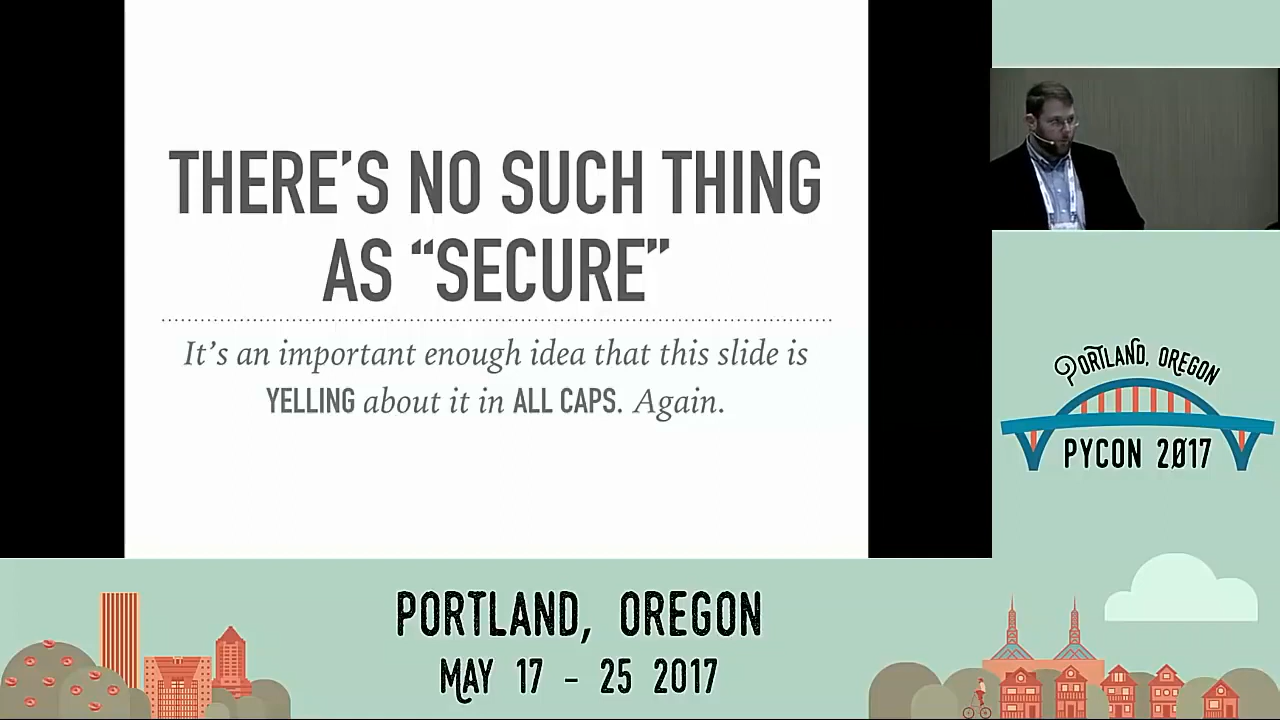 THERE’S NO SUCH THING
AS “SECURE”
It’s an important enough idea that this slide is
YELLING about it in ALL CAPS. Again.
PORTLAND, OREGON
PYCON 2017
PORTLAND, OREGON
MAY 17 - 25 2017